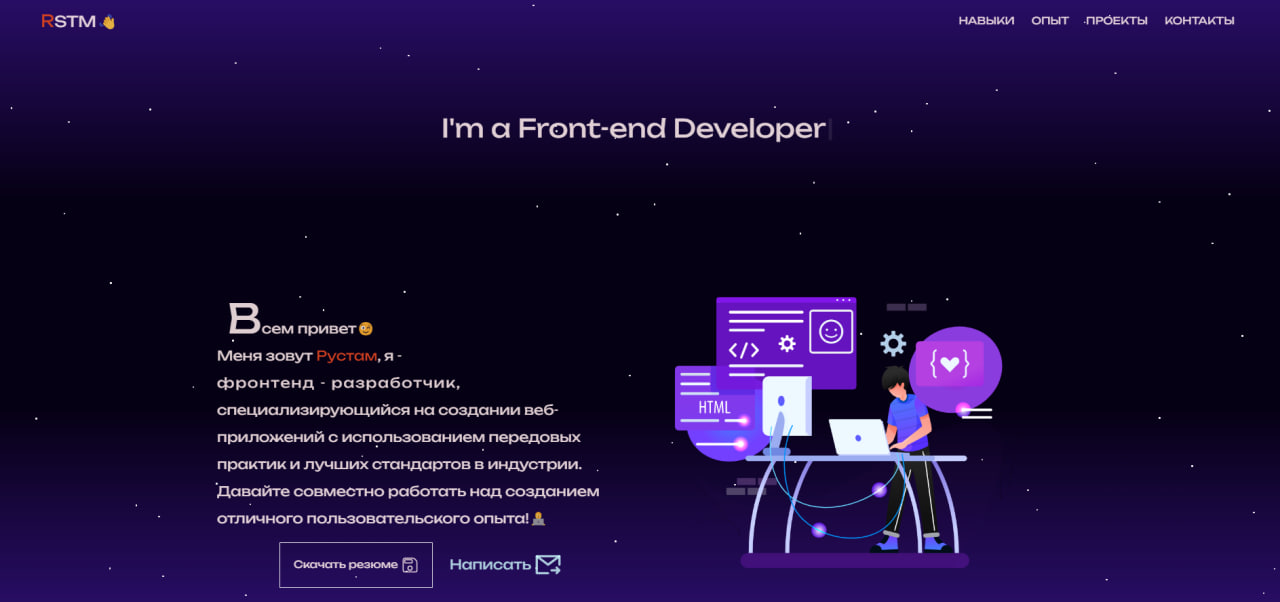 RSTM 👋
НАВЫКИ ОПЫТ ПРОЕКТЫ КОНТАКТЫ
I'm a Front-end Developer
Всем привет🧐
Меня зовут Рустам, я -
фронтенд - разработчик,
специализирующийся на создании веб-
приложений с использованием передовых
практик и лучших стандартов в индустрии.
Давайте совместно работать над созданием
отличного пользовательского опыта!👨‍💻
Скачать резюме
Написать
</>
HTML
{ }